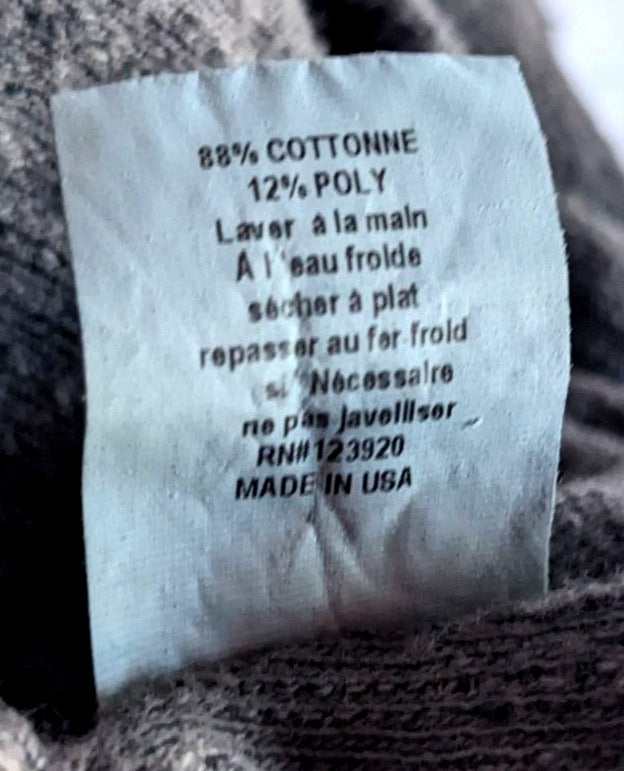 88% COTTONNE
12% POLY
Laver á la main
Á l 'eau froide
sécher à plat
repasser au fer froid
si Nécessaire
ne pas javelliser
RN#123920
MADE IN USA